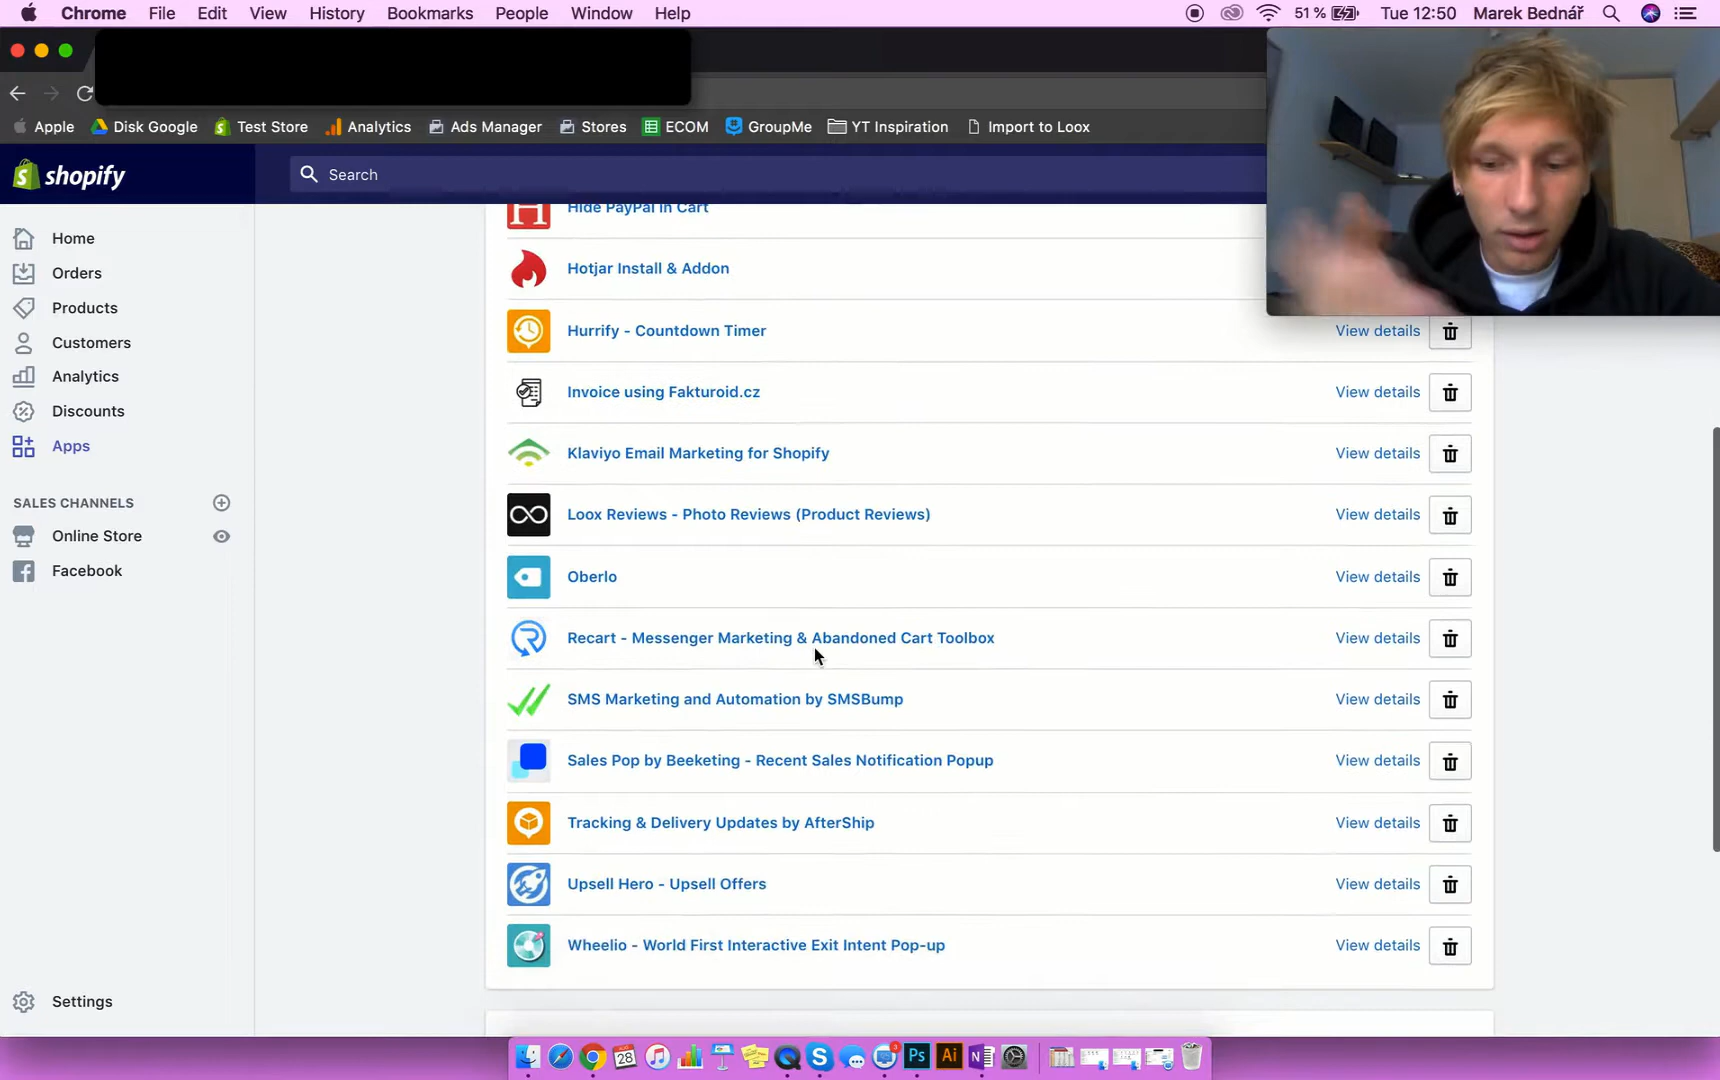 Chrome File Edit View History Bookmarks People Window Help 51 % Tue 12:50 Marek Bednář
Apple Disk Google Test Store Analytics Ads Manager Stores ECOM GroupMe YT Inspiration Import to Loox
shopify Search
Home
Orders
Products
Customers
Analytics
Discounts
Apps
SALES CHANNELS
Online Store
Facebook
Settings
Hide PayPal in Cart
Hotjar Install & Addon
Hurrify - Countdown Timer View details
Invoice using Fakturoid.cz View details
Klaviyo Email Marketing for Shopify View details
Loox Reviews - Photo Reviews (Product Reviews) View details
Oberlo View details
Recart - Messenger Marketing & Abandoned Cart Toolbox View details
SMS Marketing and Automation by SMSBump View details
Sales Pop by Beeketing - Recent Sales Notification Popup View details
Tracking & Delivery Updates by AfterShip View details
Upsell Hero - Upsell Offers View details
Wheelio - World First Interactive Exit Intent Pop-up View details
28 3 Ps Ai N